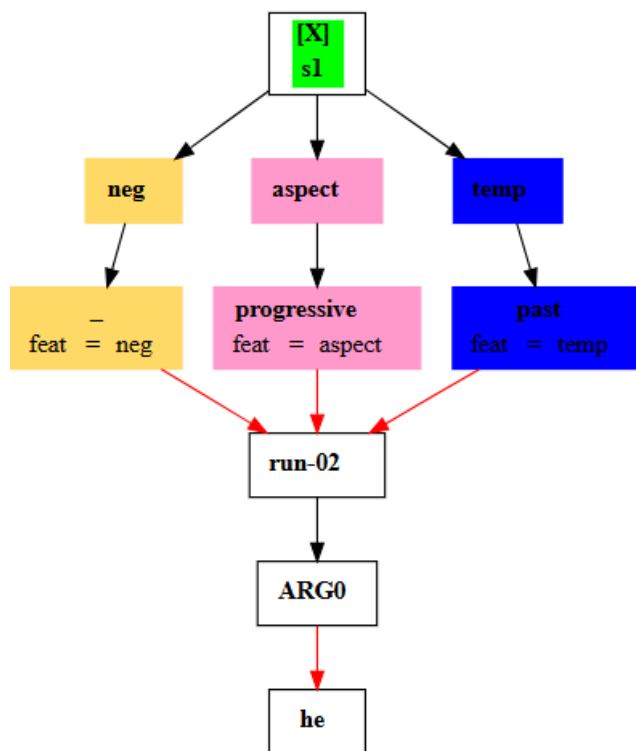 [X]
s1
neg
aspect
temp
_
feat = neg
progressive
feat = aspect
past
feat = temp
run-02
ARG0
he